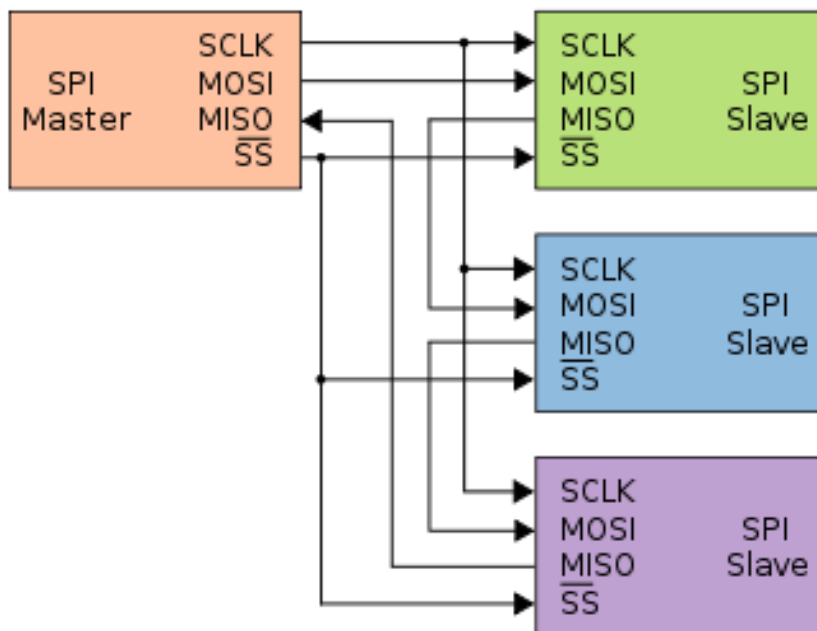 SPI
Master
SCLK
MOSI
MISO
SS
SCLK
MOSI
MISO
SS
SPI
Slave
SCLK
MOSI
MISO
SS
SPI
Slave
SCLK
MOSI
MISO
SS
SPI
Slave